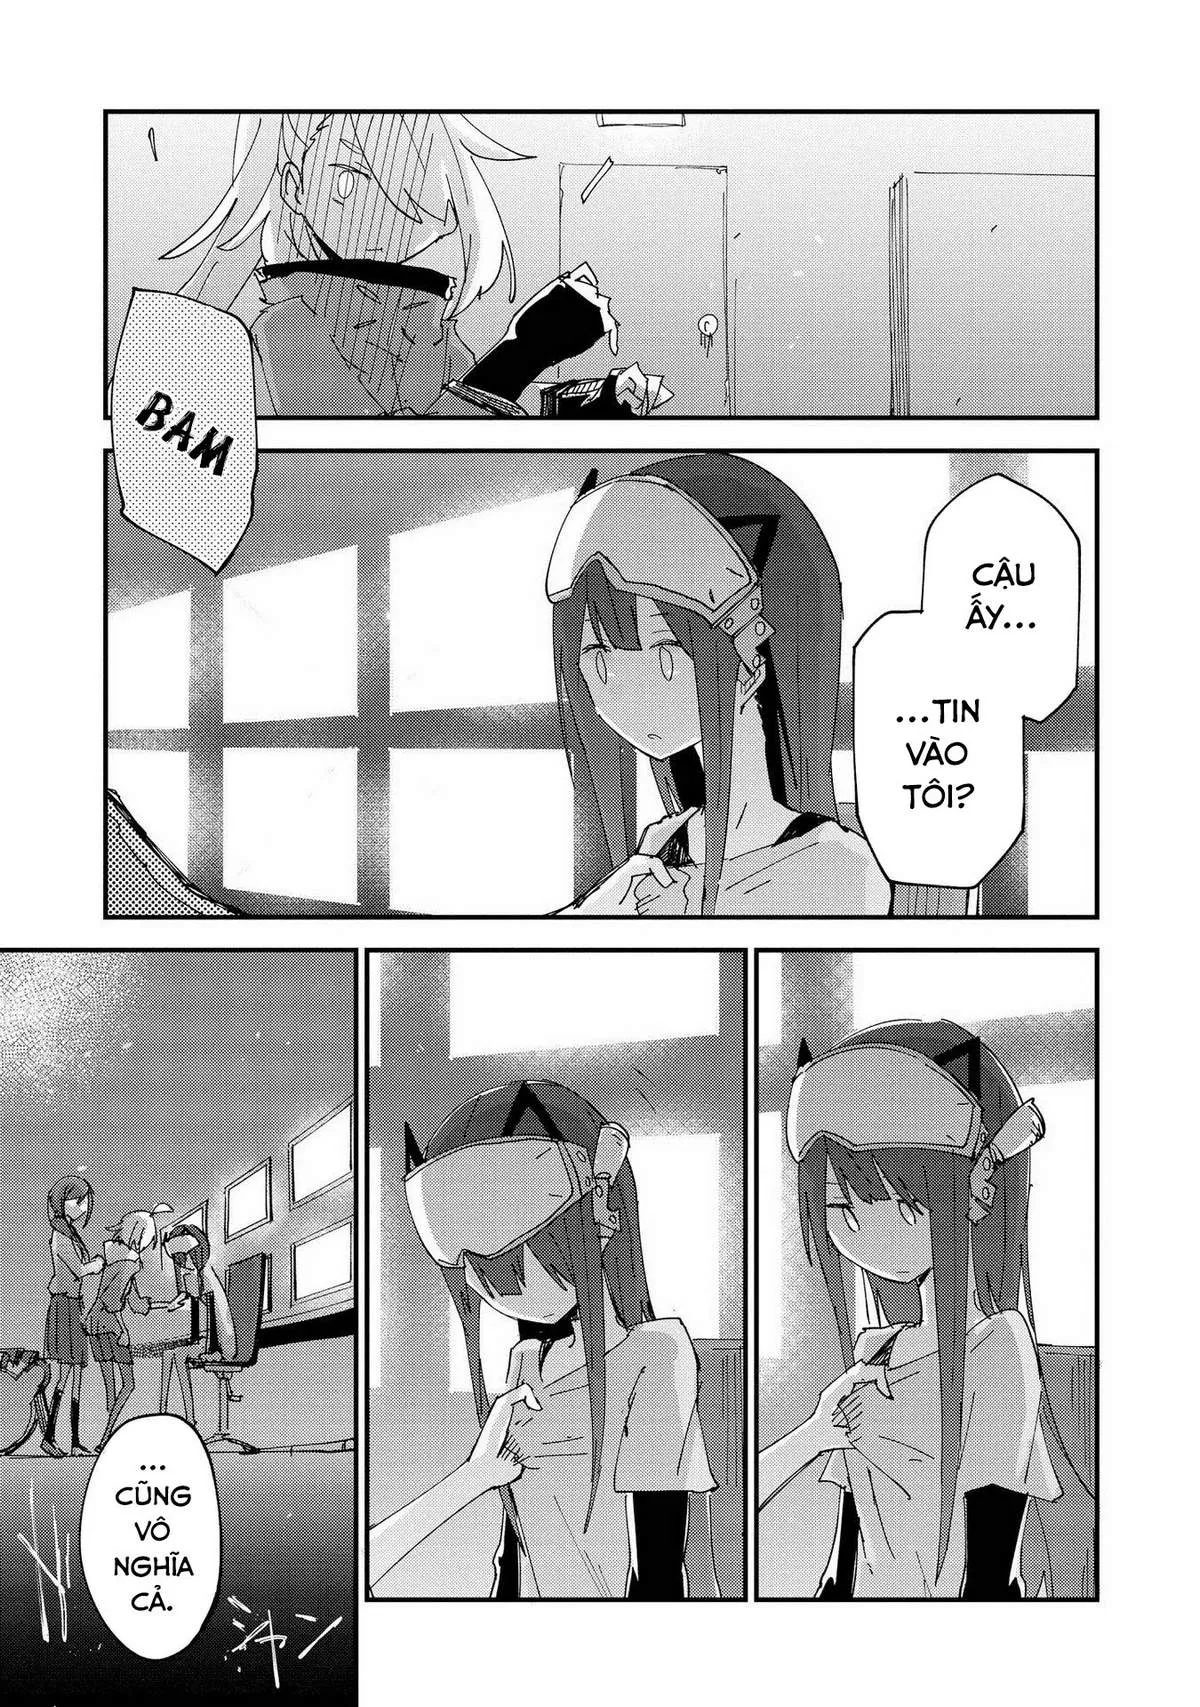 BAM
CẬU
ẤY...
...TIN
VÀO
TÔI?
...
CŨNG
VÔ
NGHĨA
CẢ.